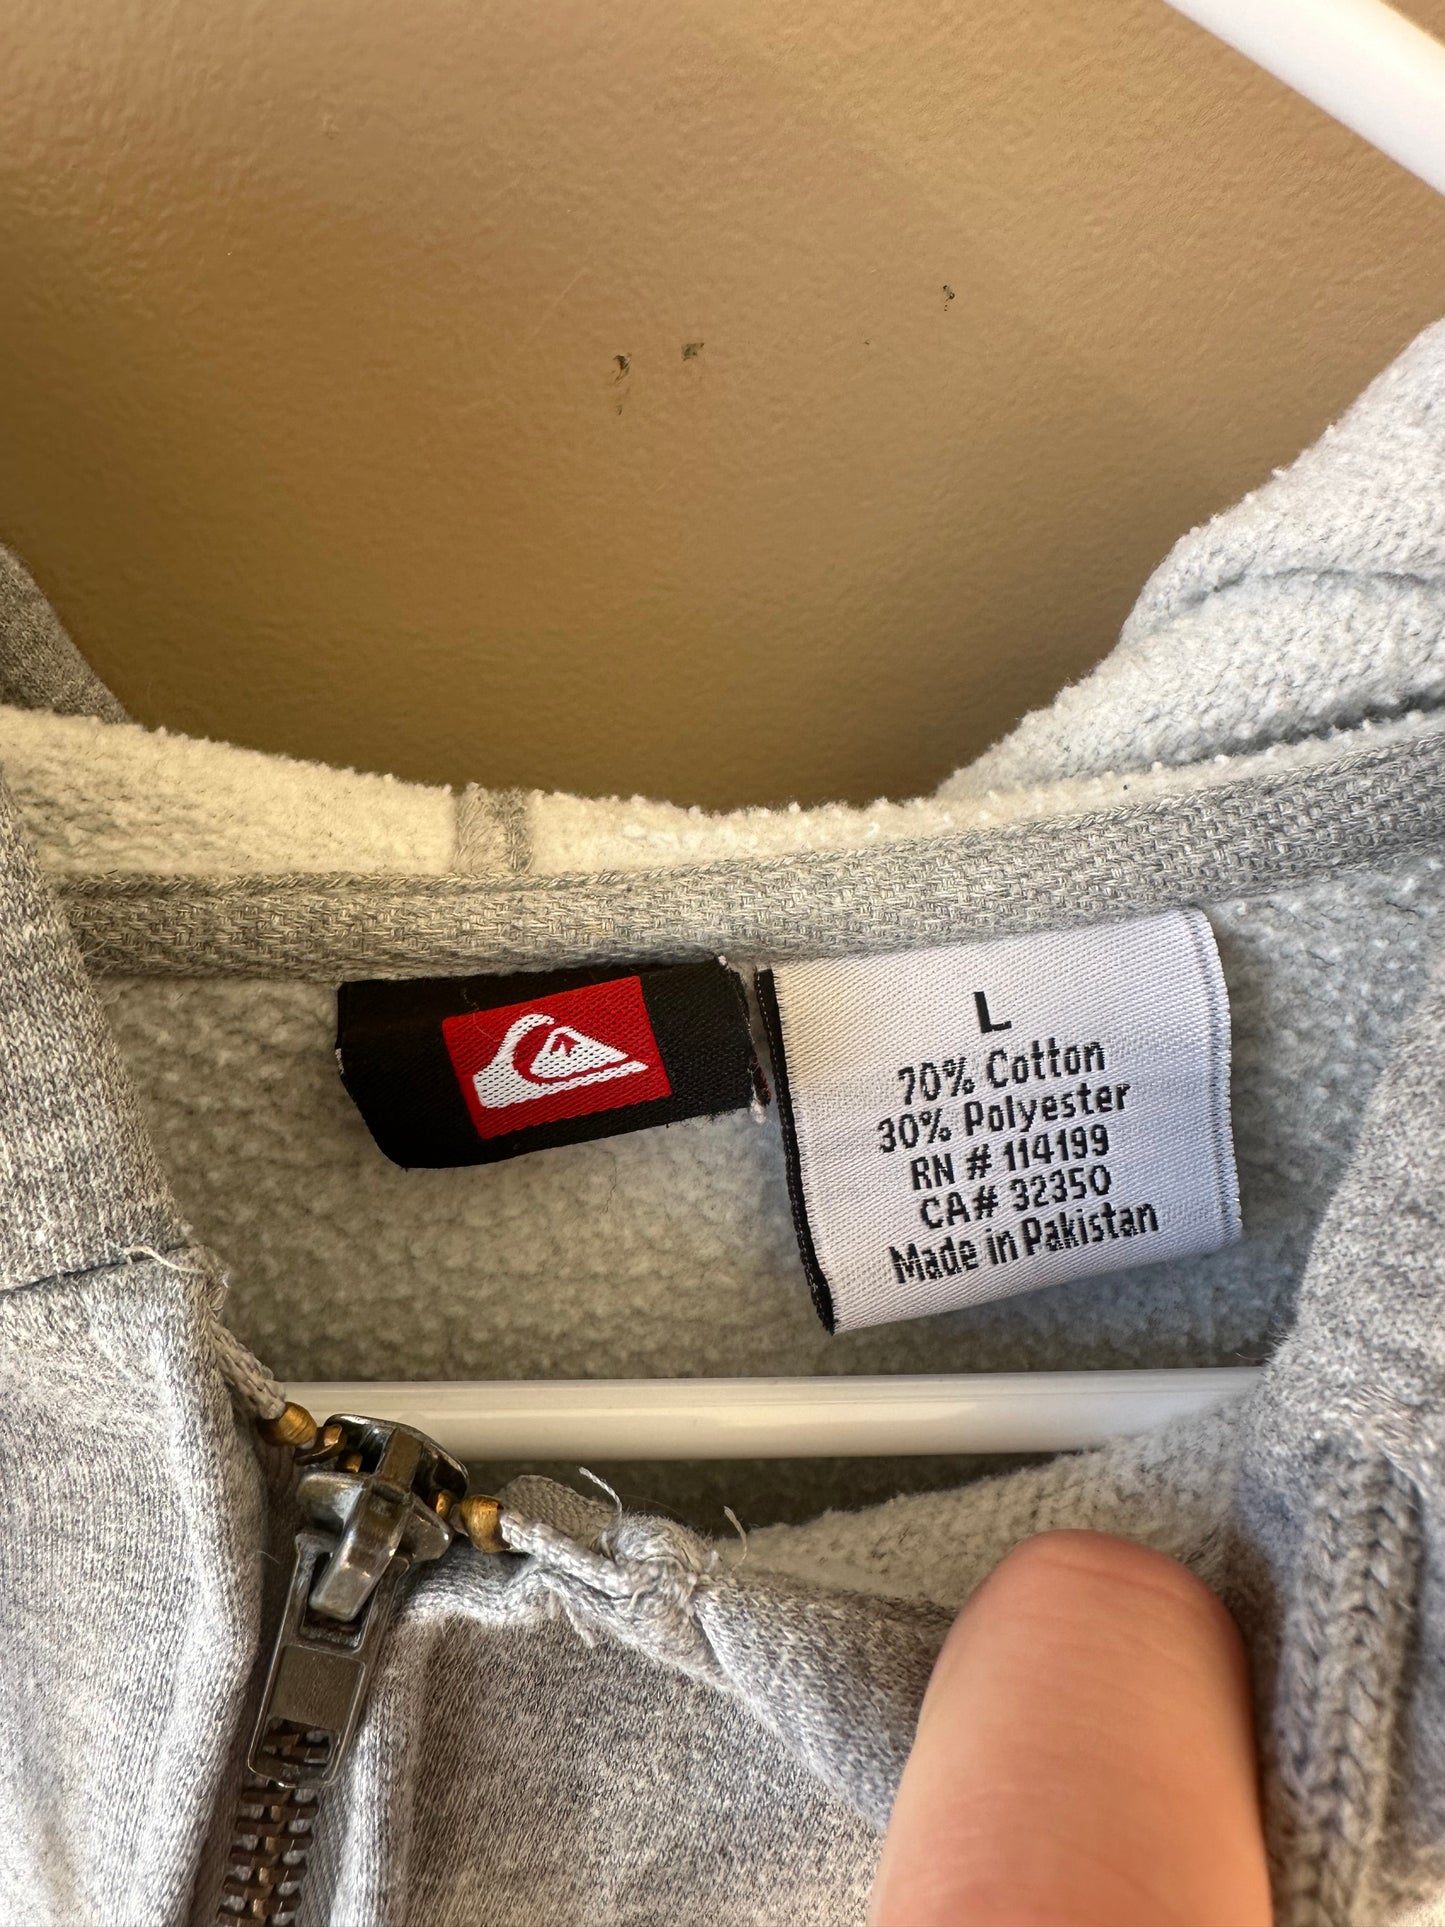 L
70% Cotton
30% Polyester
RN # 114199
CA# 32350
Made in Pakistan